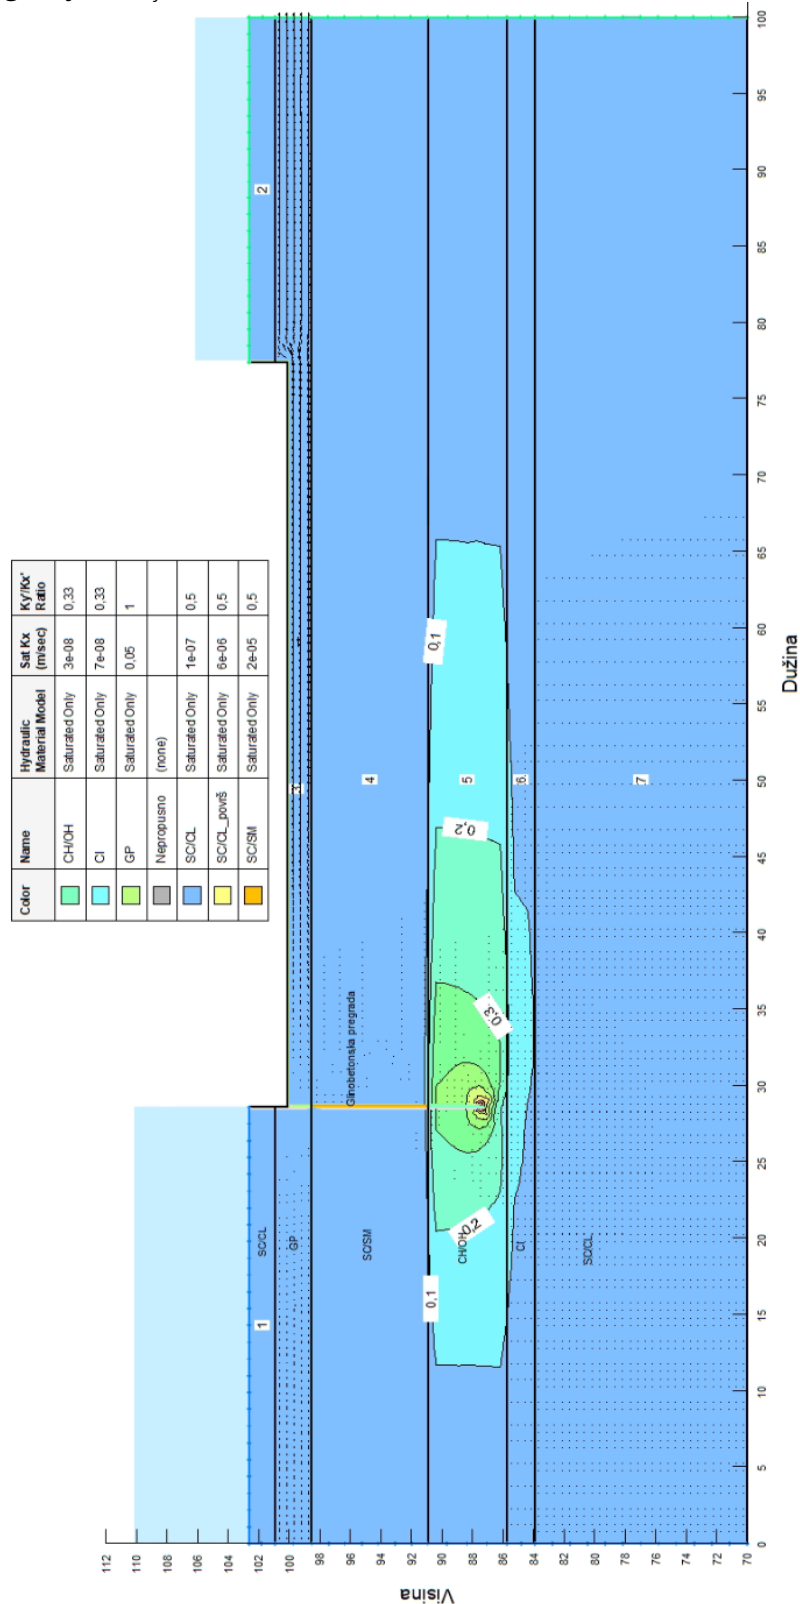 Color Name Hydraulic Material Model Sat Kx (m/sec) Ky'/Kx' Ratio
CH/OH Saturated Only 3e-08 0,33
CI Saturated Only 7e-08 0,33
GP Saturated Only 0,05 1
Nepropusno (none)
SC/CL Saturated Only 1e-07 0,5
SC/CL_površ Saturated Only 6e-06 0,5
SC/SM Saturated Only 2e-05 0,5
1
2
SC/CL
GP
3
Glinobetonska pregrada
SC/SM
4
0,1
0,2
CH/OH
0,3
0,2
5
0,1
CI
6
SC/CL
7
Visina
112
110
108
106
104
102
100
98
96
94
92
90
88
86
84
82
80
78
76
74
72
70
0 5 10 15 20 25 30 35 40 45 50 55 60 65 70 75 80 85 90 95 100
Dužina